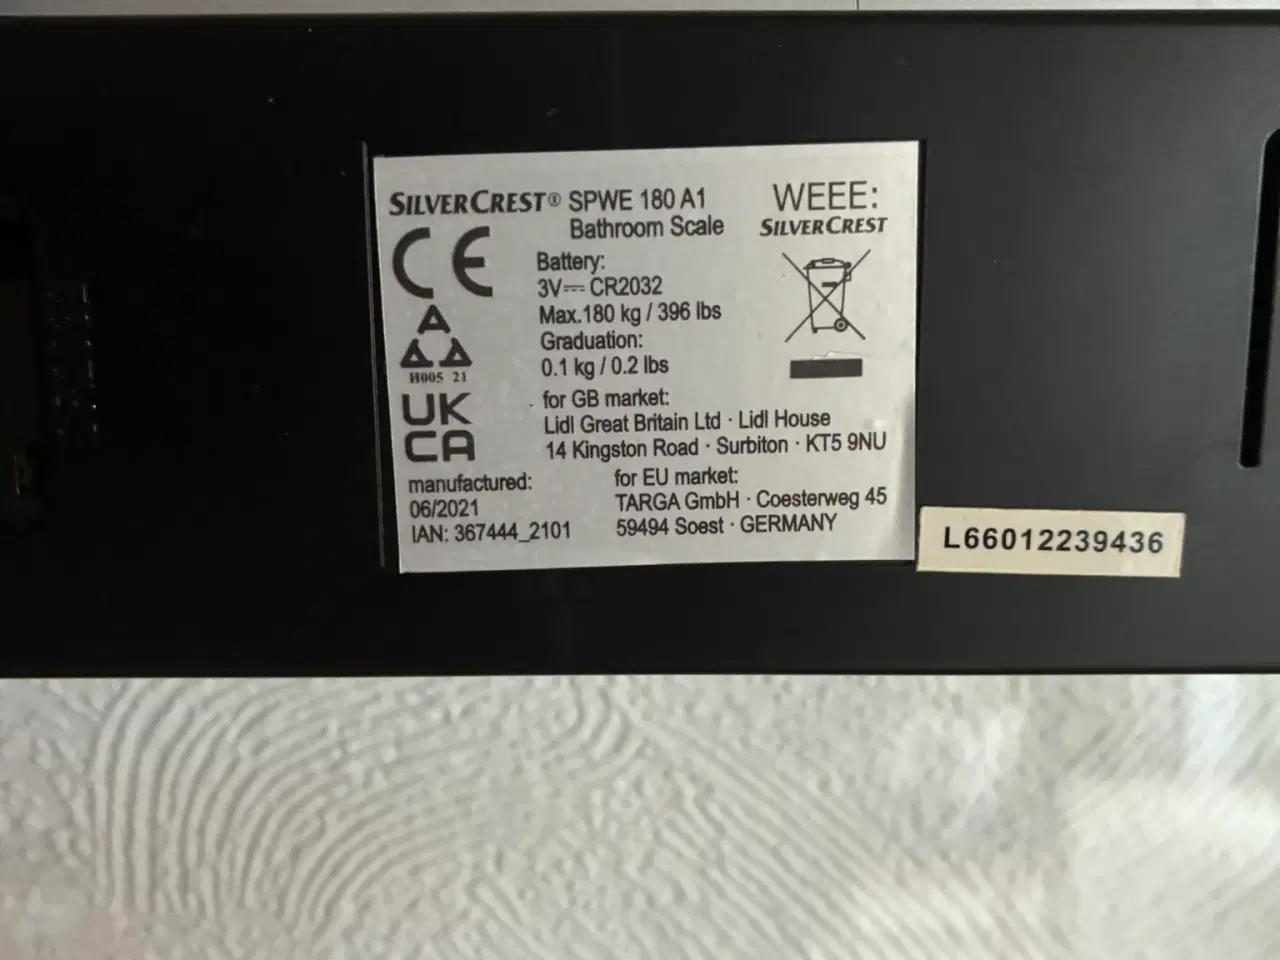 SILVERCREST® SPWE 180 A1
Bathroom Scale
WEEE:
SILVERCREST
CE
Battery:
3V⎓ CR2032
Max.180 kg / 396 lbs
Graduation:
0.1 kg / 0.2 lbs
H005 21
UK
CA
for GB market:
Lidl Great Britain Ltd · Lidl House
14 Kingston Road · Surbiton · KT5 9NU
manufactured:
06/2021
IAN: 367444_2101
for EU market:
TARGA GmbH · Coesterweg 45
59494 Soest · GERMANY
L66012239436